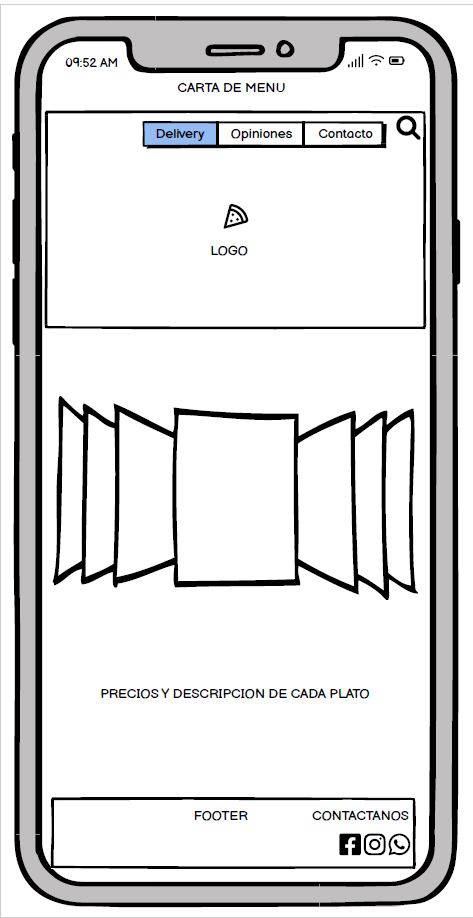 09:52 AM
CARTA DE MENU
Delivery Opiniones Contacto
LOGO
PRECIOS Y DESCRIPCION DE CADA PLATO
FOOTER CONTACTANOS